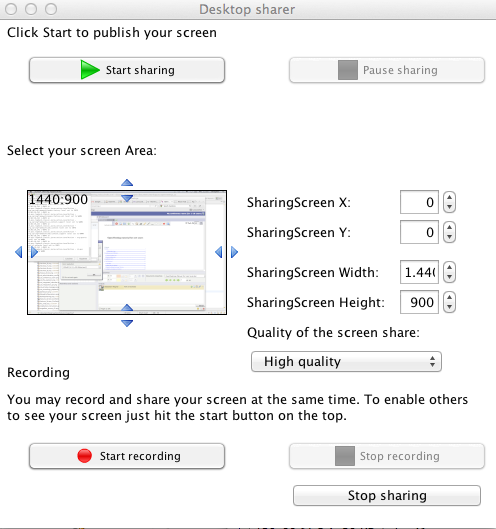 Desktop sharer
Click Start to publish your screen
Start sharing
Pause sharing
Select your screen Area:
1440:900
SharingScreen X:
0
SharingScreen Y:
0
SharingScreen Width:
1.44
SharingScreen Height:
900
Quality of the screen share:
High quality
Recording
You may record and share your screen at the same time. To enable others
to see your screen just hit the start button on the top.
Start recording
Stop recording
Stop sharing